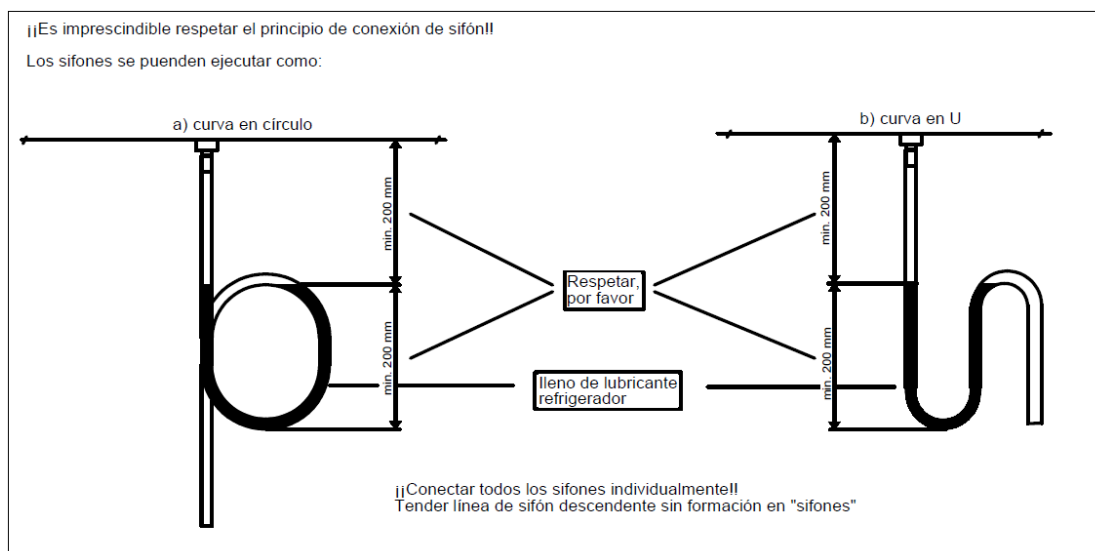 ¡¡Es imprescindible respetar el principio de conexión de sifón!!
Los sifones se puenden ejecutar como:
a) curva en círculo
b) curva en U
min. 200 mm
min. 200 mm
Respetar,
por favor
min. 200 mm
min. 200 mm
lleno de lubricante
refrigerador
¡¡Conectar todos los sifones individualmente!!
Tender línea de sifón descendente sin formación en "sifones"